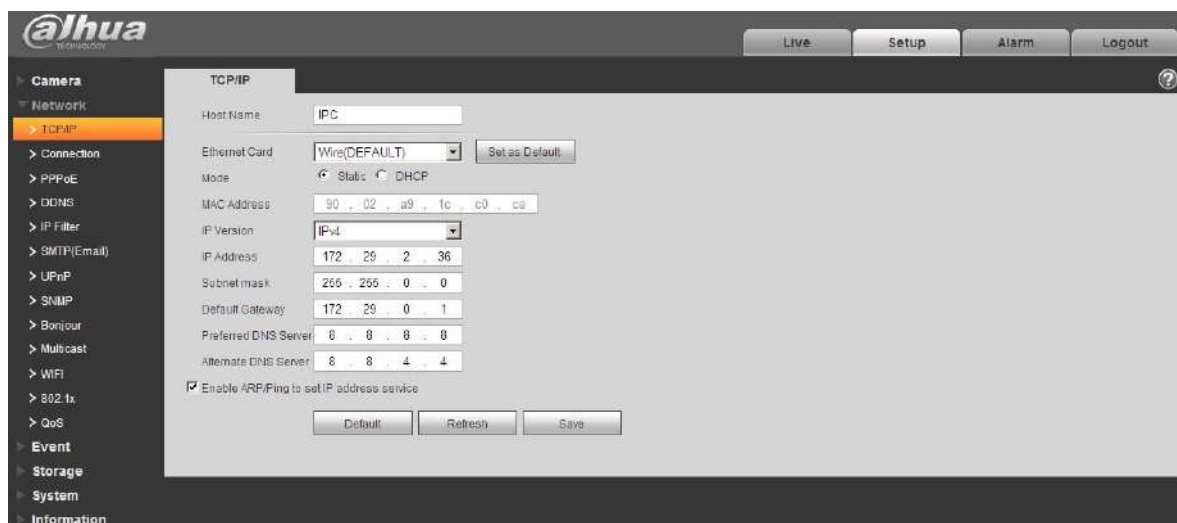 alhua
TECHNOLOGY
Live Setup Alarm Logout
Camera
Network
> TCP/IP
> Connection
> PPPoE
> DDNS
> IP Filter
> SMTP(Email)
> UPnP
> SNMP
> Bonjour
> Multicast
> WIFI
> 802.1x
> QoS
Event
Storage
System
Information
TCP/IP
?
Host Name IPC
Ethernet Card Wire(DEFAULT) Set as Default
Mode Static DHCP
MAC Address 90 . 02 . a9 . 1c . c0 . ca
IP Version IPv4
IP Address 172 . 29 . 2 . 36
Subnet mask 255 . 255 . 0 . 0
Default Gateway 172 . 29 . 0 . 1
Preferred DNS Server 8 . 8 . 8 . 8
Alternate DNS Server 8 . 8 . 4 . 4
Enable ARP/Ping to set IP address service
Default Refresh Save